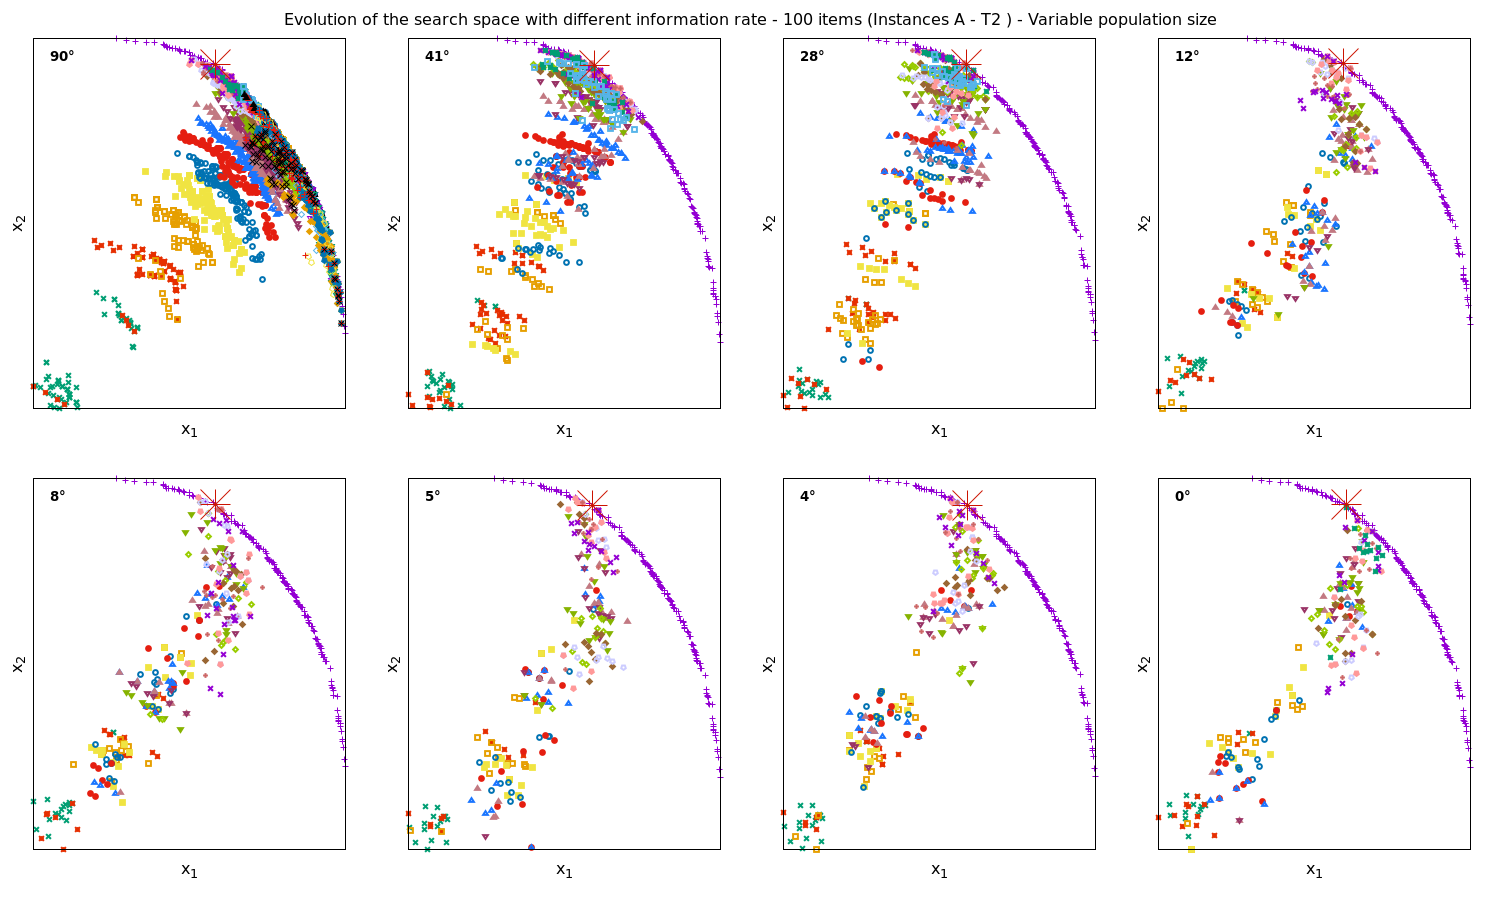 Evolution of the search space with different information rate - 100 items (Instances A - T2 ) - Variable population size
90°
41°
28°
12°
x2
x2
x2
x2
x1
x1
x1
x1
8°
5°
4°
0°
x2
x2
x2
x2
x1
x1
x1
x1